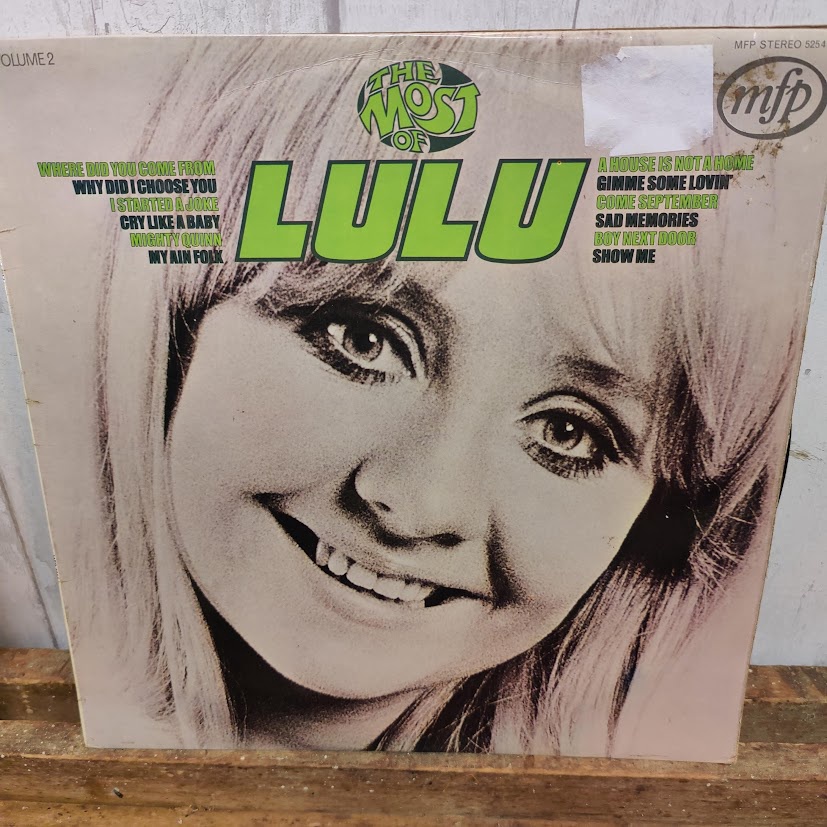 VOLUME 2
MFP STEREO 5254
mfp
THE
MOST
OF
LULU
WHERE DID YOU COME FROM
WHY DID I CHOOSE YOU
I STARTED A JOKE
CRY LIKE A BABY
MIGHTY QUINN
MY AIN FOLK
A HOUSE IS NOT A HOME
GIMME SOME LOVIN'
COME SEPTEMBER
SAD MEMORIES
BOY NEXT DOOR
SHOW ME